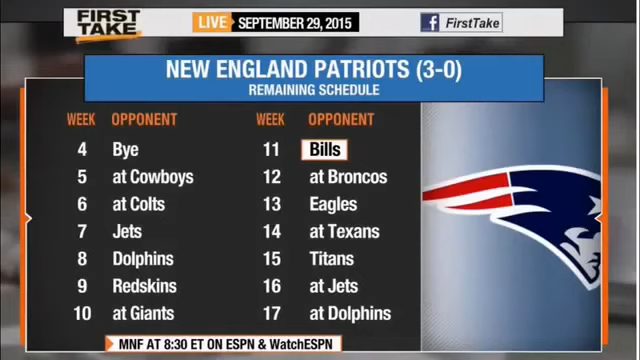 FIRST TAKE
LIVE SEPTEMBER 29, 2015
f FirstTake
NEW ENGLAND PATRIOTS (3-0)
REMAINING SCHEDULE
WEEK OPPONENT WEEK OPPONENT
4 Bye 11 Bills
5 at Cowboys 12 at Broncos
6 at Colts 13 Eagles
7 Jets 14 at Texans
8 Dolphins 15 Titans
9 Redskins 16 at Jets
10 at Giants 17 at Dolphins
MNF AT 8:30 ET ON ESPN & WatchESPN